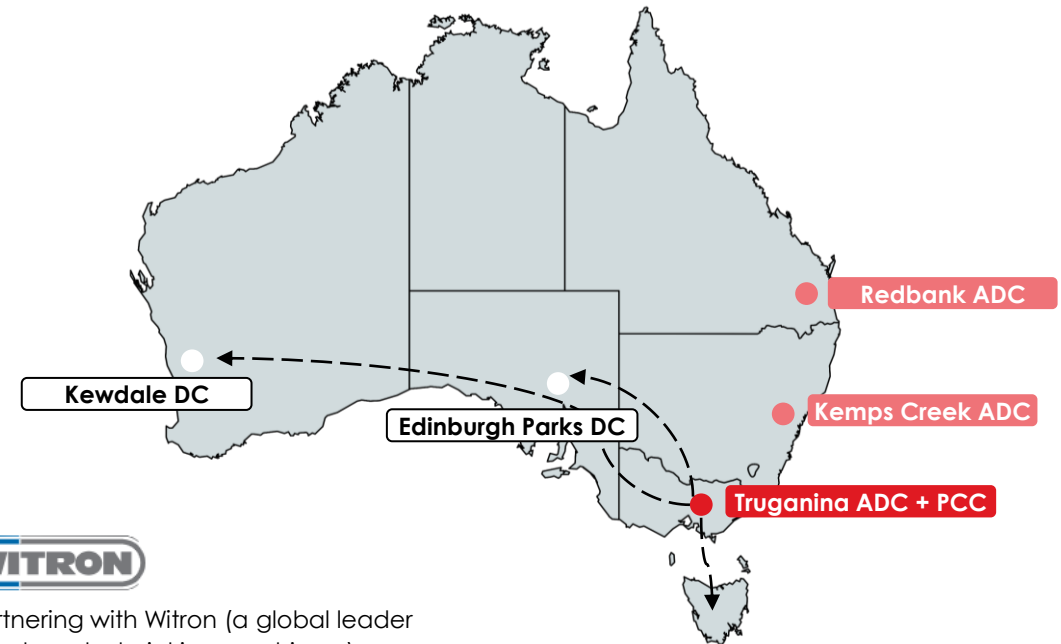 Redbank ADC
Kewdale DC
Kemps Creek ADC
Edinburgh Parks DC
Truganina ADC + PCC
WITRON
rtnering with Witron (a global leader